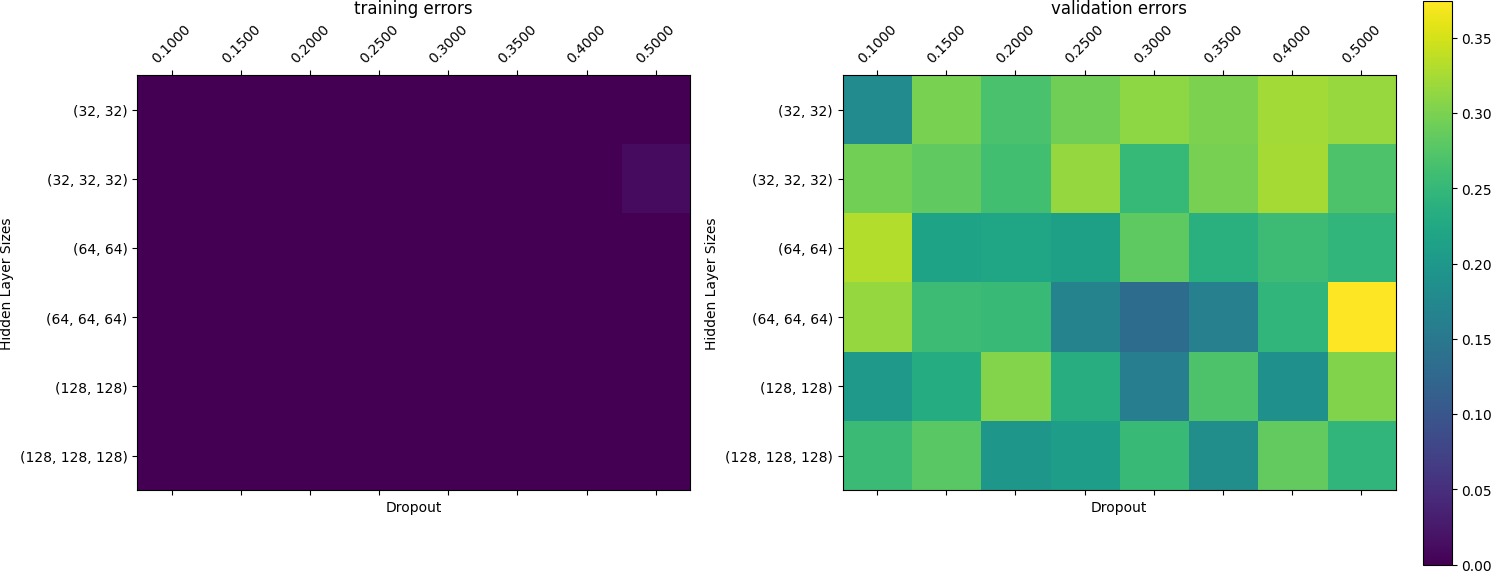 training errors
0.1000 0.1500 0.2000 0.2500 0.3000 0.3500 0.4000 0.5000
(32, 32)
(32, 32, 32)
(64, 64)
(64, 64, 64)
(128, 128)
(128, 128, 128)
Hidden Layer Sizes
Dropout
validation errors
0.1000 0.1500 0.2000 0.2500 0.3000 0.3500 0.4000 0.5000
(32, 32)
(32, 32, 32)
(64, 64)
(64, 64, 64)
(128, 128)
(128, 128, 128)
Hidden Layer Sizes
Dropout
0.35
0.30
0.25
0.20
0.15
0.10
0.05
0.00